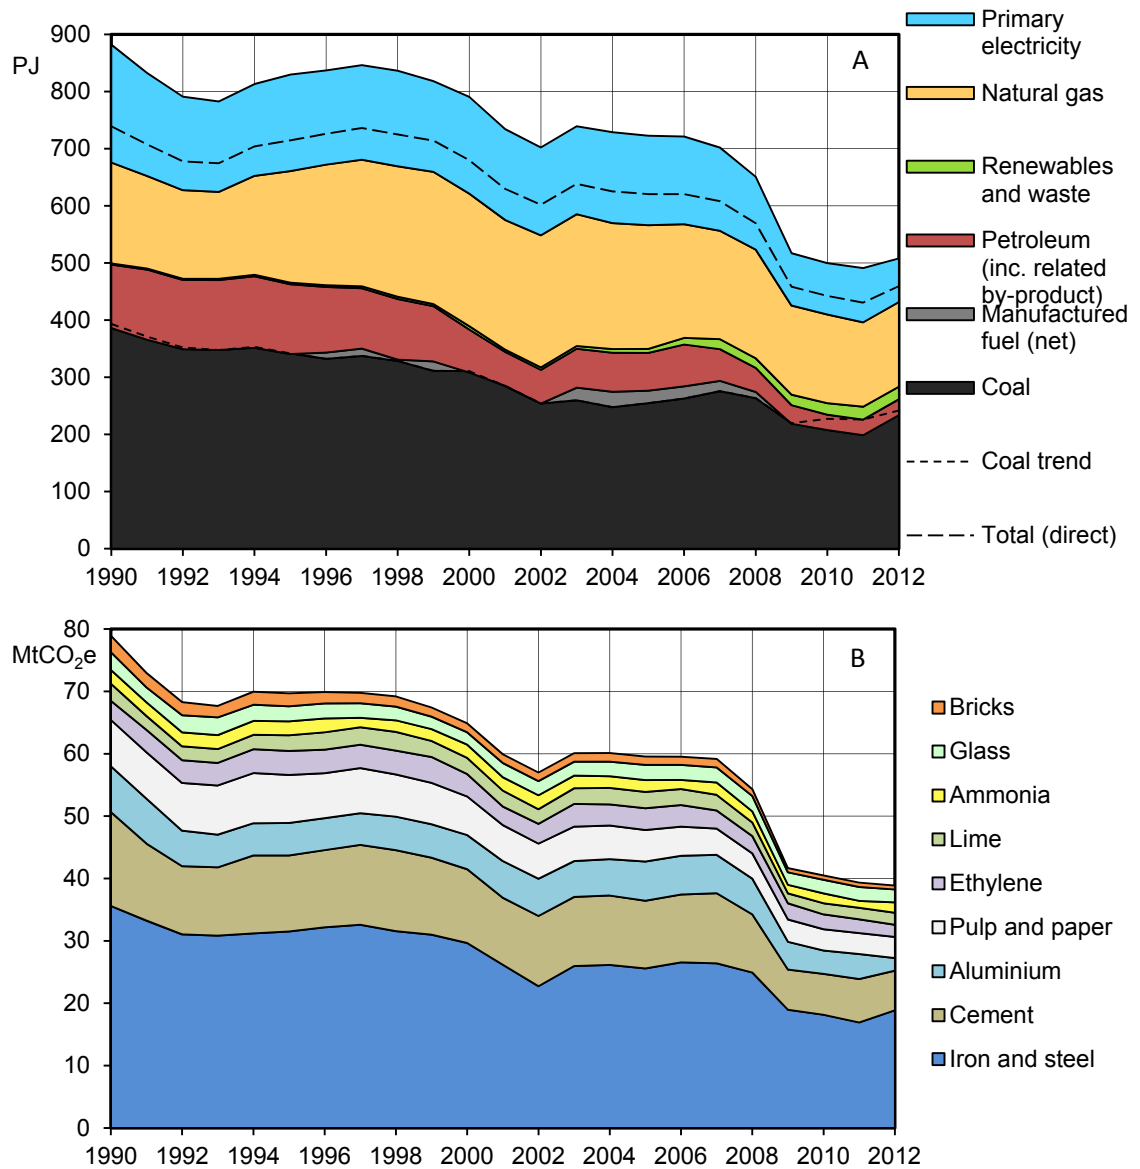 900
PJ
800
700
600
500
400
300
200
100
0
A
1990 1992 1994 1996 1998 2000 2002 2004 2006 2008 2010 2012
Primary
electricity
Natural gas
Renewables
and waste
Petroleum
(inc. related
by-product)
Manufactured
fuel (net)
Coal
Coal trend
Total (direct)
80
MtCO₂e
70
60
50
40
30
20
10
0
B
1990 1992 1994 1996 1998 2000 2002 2004 2006 2008 2010 2012
Bricks
Glass
Ammonia
Lime
Ethylene
Pulp and paper
Aluminium
Cement
Iron and steel